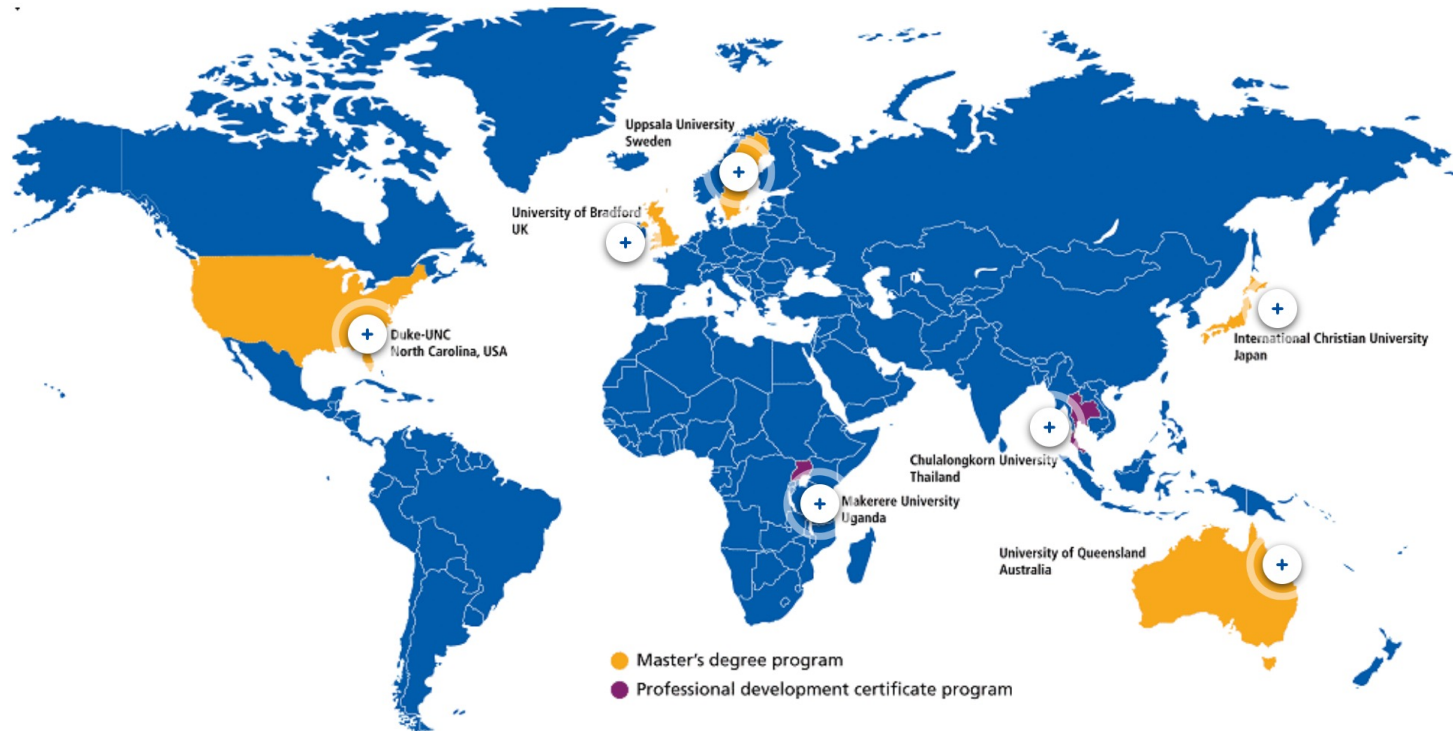 Uppsala University
Sweden
University of Bradford
UK
Duke-UNC
North Carolina, USA
International Christian University
Japan
Chulalongkorn University
Thailand
Makerere University
Uganda
University of Queensland
Australia
Master's degree program
Professional development certificate program